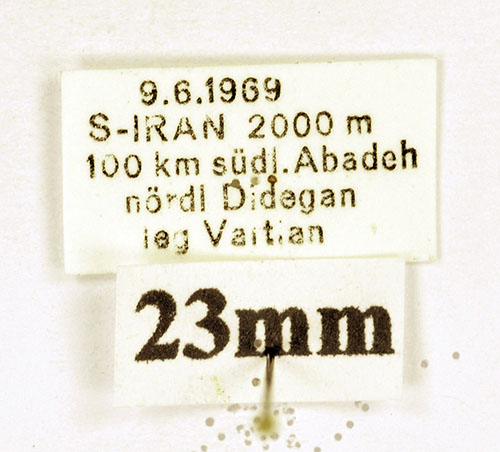 9.6.1969
S-IRAN 2000 m
100 km südl. Abadeh
nördl Didegan
leg Vartian
23mm